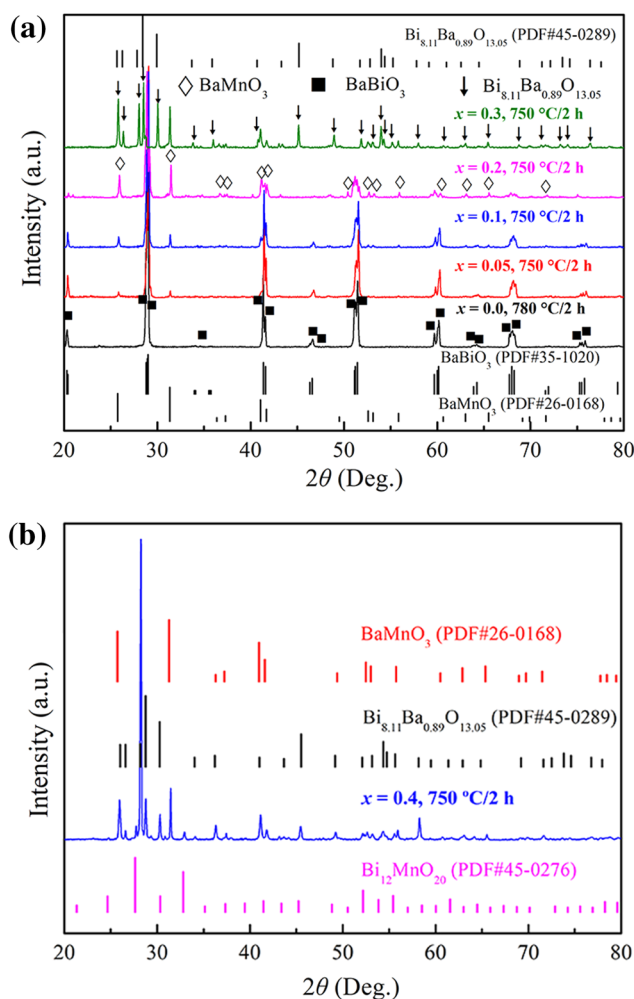 (a)
Bi8.11Ba0.89O13.05 (PDF#45-0289)
BaMnO3
BaBiO3
Bi8.11Ba0.89O13.05
x = 0.3, 750 °C/2 h
x = 0.2, 750 °C/2 h
x = 0.1, 750 °C/2 h
x = 0.05, 750 °C/2 h
x = 0.0, 780 °C/2 h
BaBiO3 (PDF#35-1020)
BaMnO3 (PDF#26-0168)
Intensity (a.u.)
20 30 40 50 60 70 80
2θ (Deg.)
(b)
BaMnO3 (PDF#26-0168)
Bi8.11Ba0.89O13.05 (PDF#45-0289)
x = 0.4, 750 °C/2 h
Bi12MnO20 (PDF#45-0276)
Intensity (a.u.)
20 30 40 50 60 70 80
2θ (Deg.)